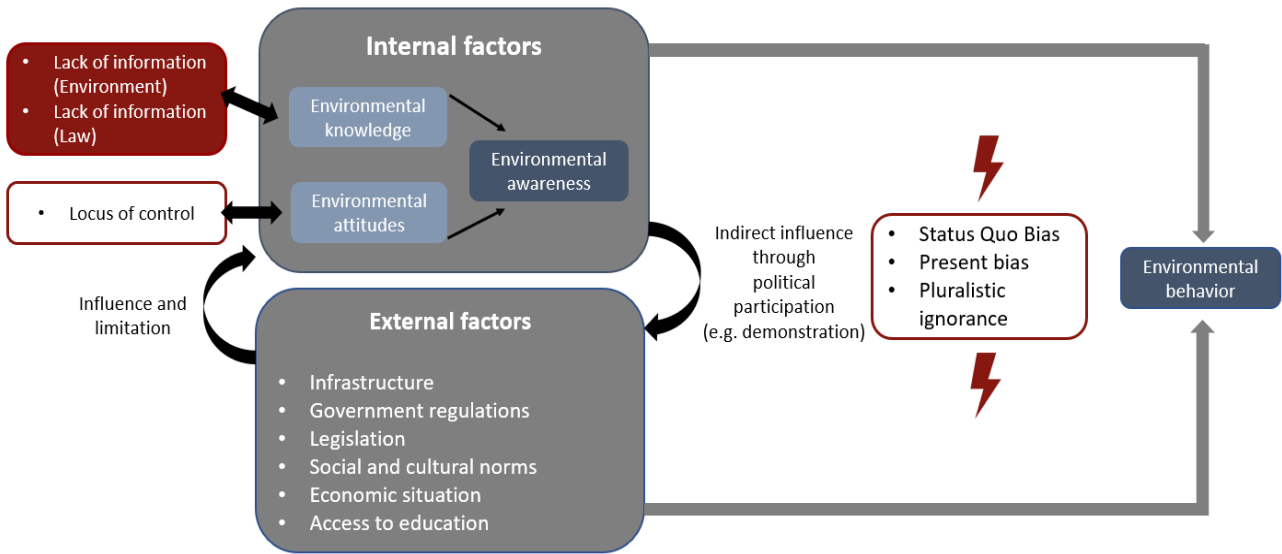 Internal factors
• Lack of information
(Environment)
• Lack of information
(Law)
Environmental
knowledge
Environmental
awareness
• Locus of control
Environmental
attitudes
Influence and
limitation
Indirect influence
through
political
participation
(e.g. demonstration)
• Status Quo Bias
• Present bias
• Pluralistic
ignorance
Environmental
behavior
External factors
• Infrastructure
• Government regulations
• Legislation
• Social and cultural norms
• Economic situation
• Access to education